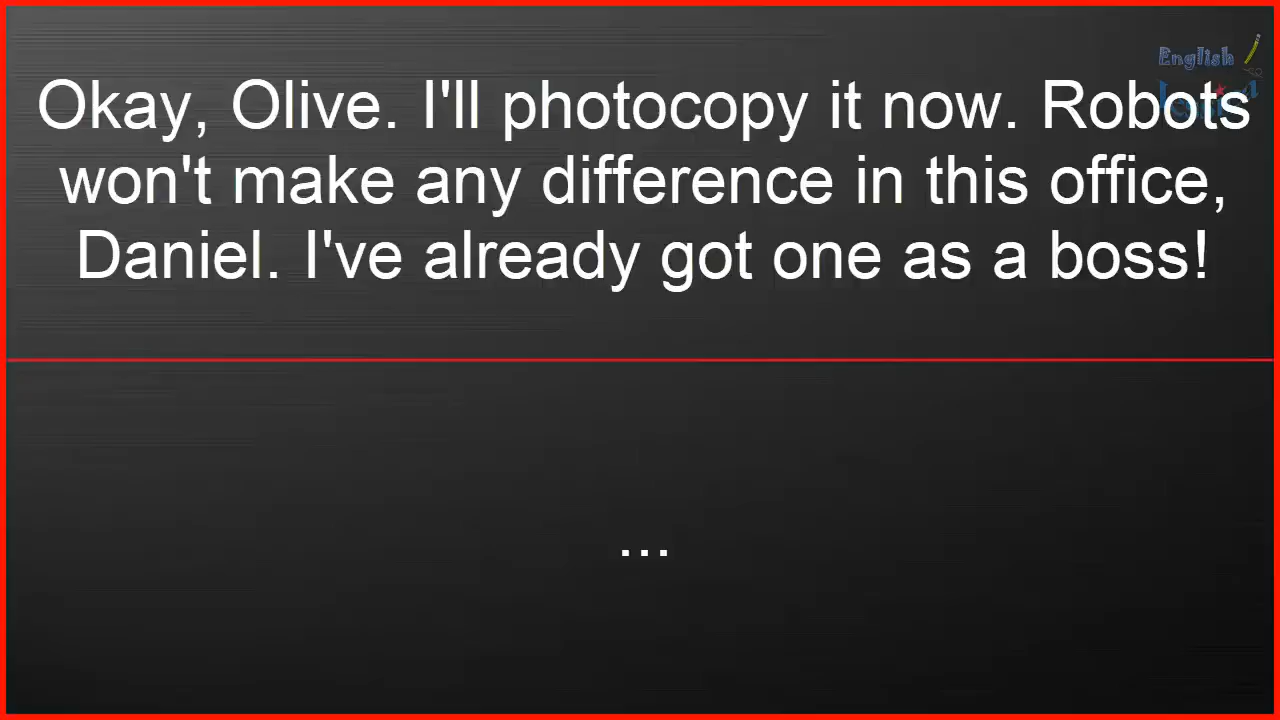 English
Lesson
Okay, Olive. I'll photocopy it now. Robots
won't make any difference in this office,
Daniel. I've already got one as a boss!
...